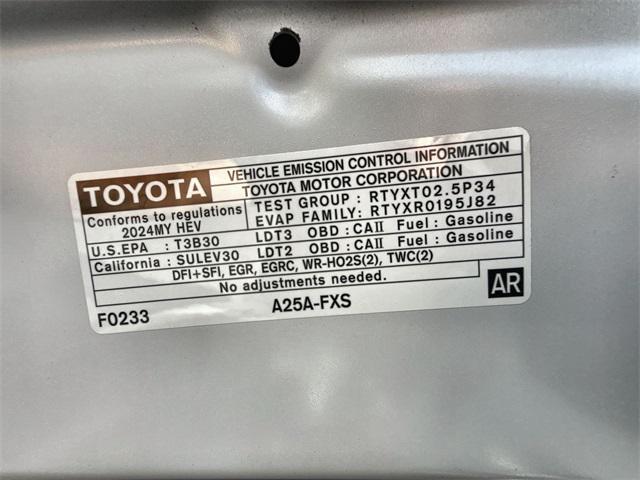 TOYOTA
VEHICLE EMISSION CONTROL INFORMATION
TOYOTA MOTOR CORPORATION
Conforms to regulations
2024MY HEV
TEST GROUP : RTYXT02.5P34
EVAP FAMILY: RTYXR0195J82
U.S.EPA : T3B30 LDT3 OBD : CAII Fuel : Gasoline
California : SULEV30 LDT2 OBD : CAII Fuel : Gasoline
DFI+SFI, EGR, EGRC, WR-HO2S(2), TWC(2)
No adjustments needed.
F0233 A25A-FXS AR